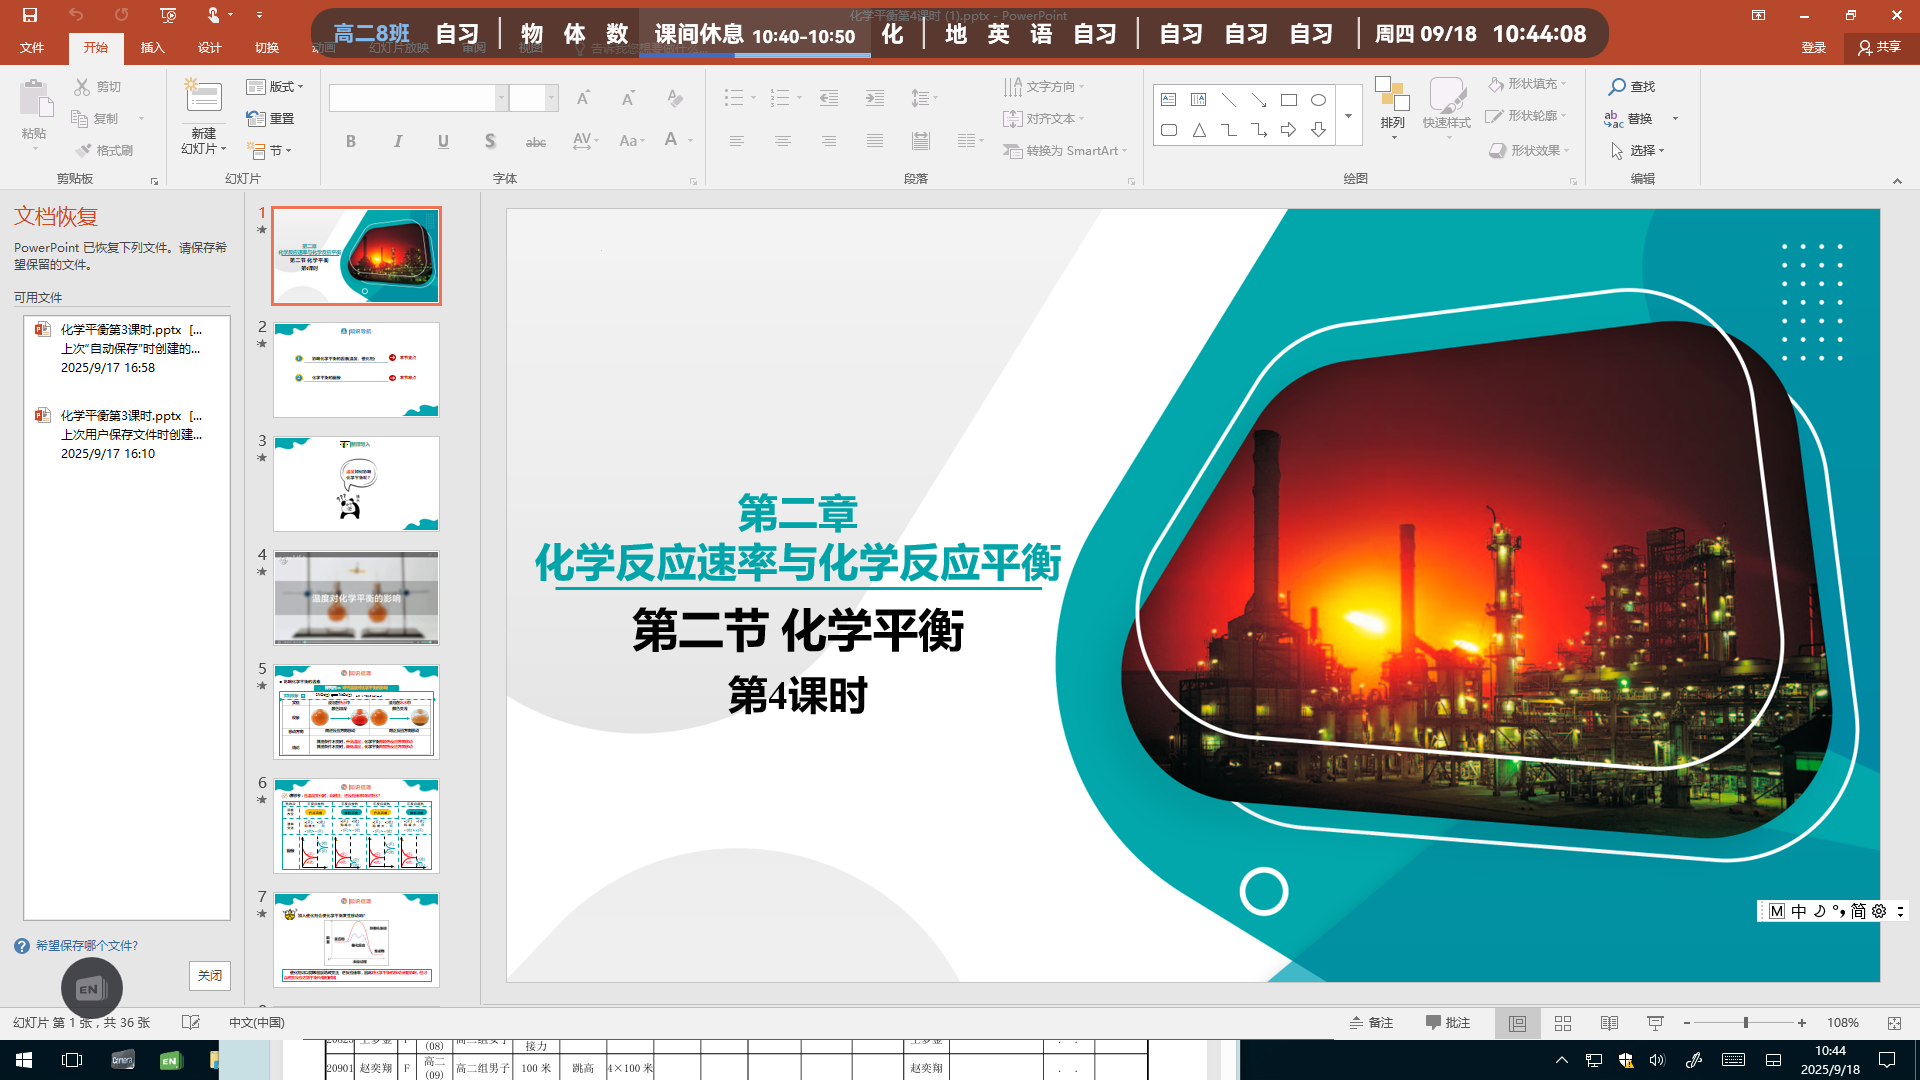 化学平衡第4课时 (1).pptx - PowerPoint
高二8班 自习 物 体 数 课间休息 10:40-10:50 化 地 英 语 自习 自习 自习 自习 周四 09/18 10:44:08
文件 开始 插入 设计 切换 动画 幻灯片放映 审阅 视图 登录 共享
粘贴 剪切 复制 格式刷 剪贴板
新建 幻灯片 版式 重置 节 幻灯片
B I U S abc AV Aa A 字体
文字方向 对齐文本 转换为 SmartArt 段落
排列 快速样式 形状填充 形状轮廓 形状效果 绘图
查找 替换 选择 编辑
文档恢复
PowerPoint 已恢复下列文件。请保存希
望保留的文件。
可用文件
化学平衡第3课时.pptx [...
上次“自动保存”时创建的...
2025/9/17 16:58
化学平衡第3课时.pptx [...
上次用户保存文件时创建...
2025/9/17 16:10
希望保存哪个文件?
关闭
EN
1
2
3
4
温度对化学平衡的影响
5
6
7
第二章
化学反应速率与化学反应平衡
第二节 化学平衡
第4课时
M 中 简
幻灯片 第 1 张，共 36 张 中文(中国) 备注 批注 108%
(08) 接力
20901 赵奕翔 F 高二 (09) 高二组男子 100 米 跳高 4×100 米 赵奕翔
10:44
2025/9/18